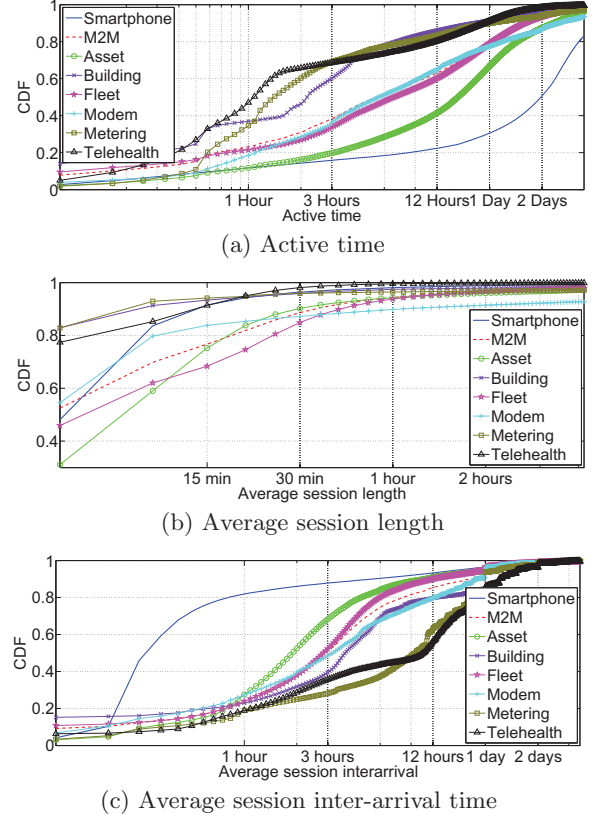 1
0.8
0.6
0.4
0.2
0
CDF
Smartphone
M2M
Asset
Building
Fleet
Modem
Metering
Telehealth
1 Hour
3 Hours
12 Hours
1 Day
2 Days
Active time
(a) Active time
1
0.8
0.6
0.4
CDF
Smartphone
M2M
Asset
Building
Fleet
Modem
Metering
Telehealth
15 min
30 min
1 hour
2 hours
Average session length
(b) Average session length
1
0.8
0.6
0.4
0.2
0
CDF
Smartphone
M2M
Asset
Building
Fleet
Modem
Metering
Telehealth
1 hour
3 hours
12 hours
1 day
2 days
Average session interarrival
(c) Average session inter-arrival time